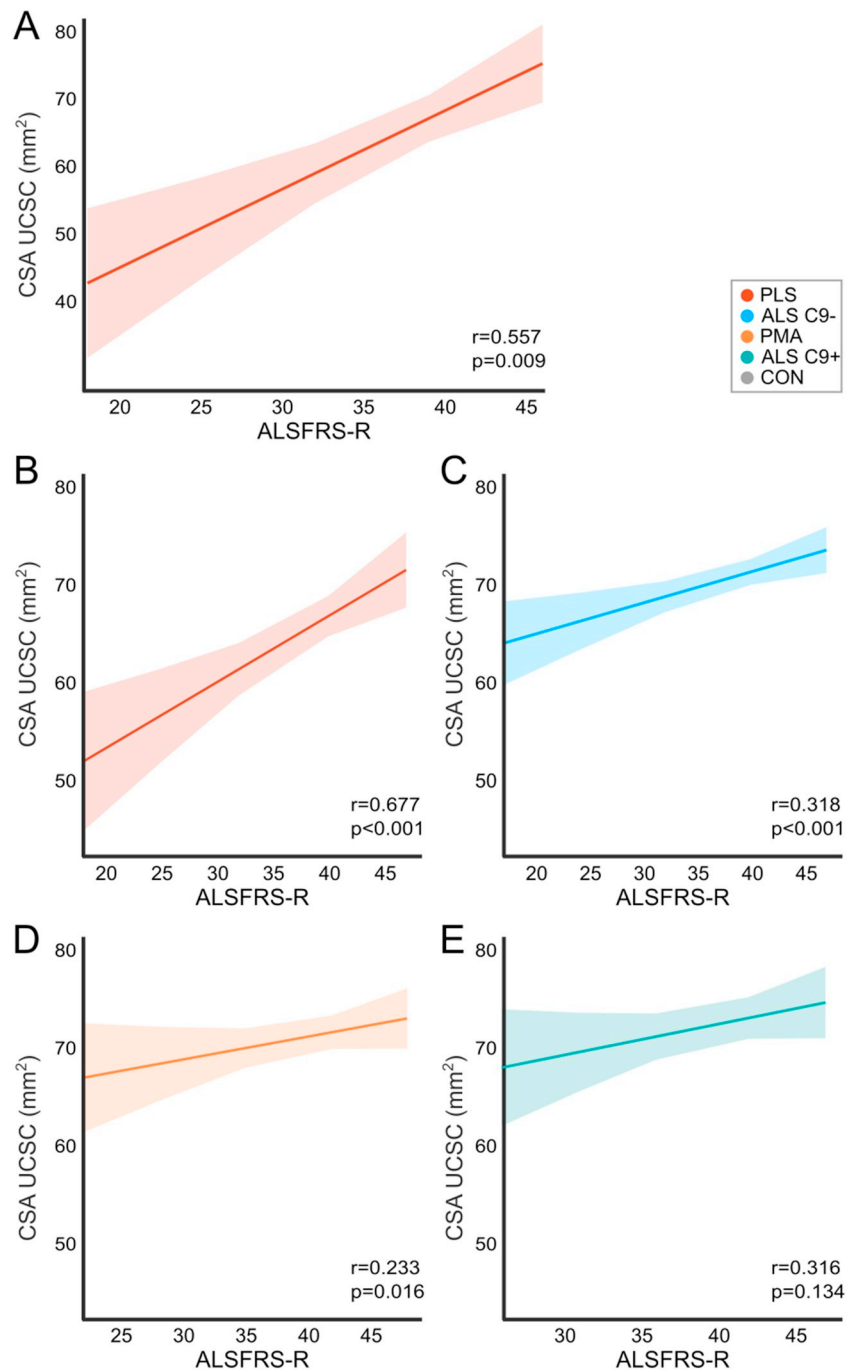 A
80
70
60
50
40
CSA UCSC (mm²)
r=0.557
p=0.009
20 25 30 35 40 45
ALSFRS-R
PLS
ALS C9-
PMA
ALS C9+
CON
B
80
70
60
50
CSA UCSC (mm²)
r=0.677
p<0.001
20 25 30 35 40 45
ALSFRS-R
C
80
70
60
50
CSA UCSC (mm²)
r=0.318
p<0.001
20 25 30 35 40 45
ALSFRS-R
D
80
70
60
50
CSA UCSC (mm²)
r=0.233
p=0.016
25 30 35 40 45
ALSFRS-R
E
80
70
60
50
CSA UCSC (mm²)
r=0.316
p=0.134
30 35 40 45
ALSFRS-R